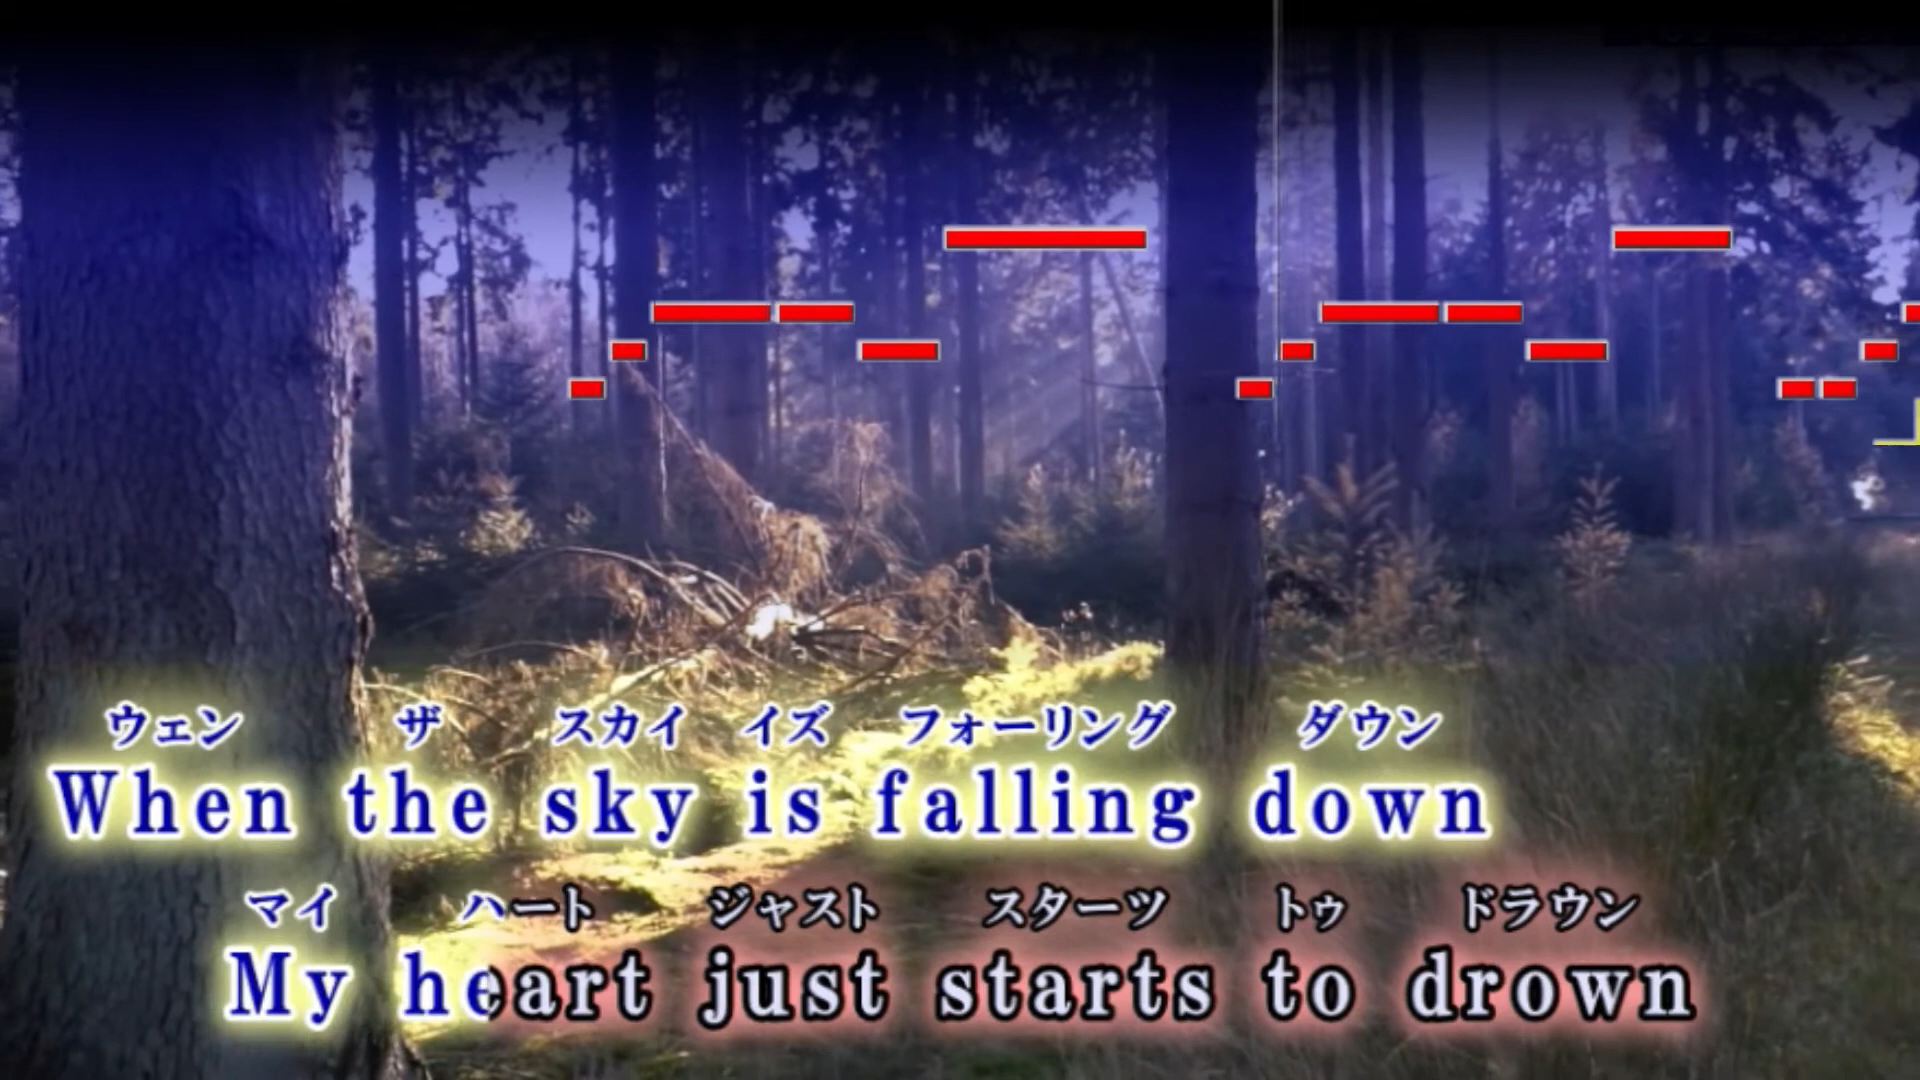 ウェン ザ スカイ イズ フォーリング ダウン
When the sky is falling down
マイ ハート ジャスト スターツ トゥ ドラウン
My heart just starts to drown